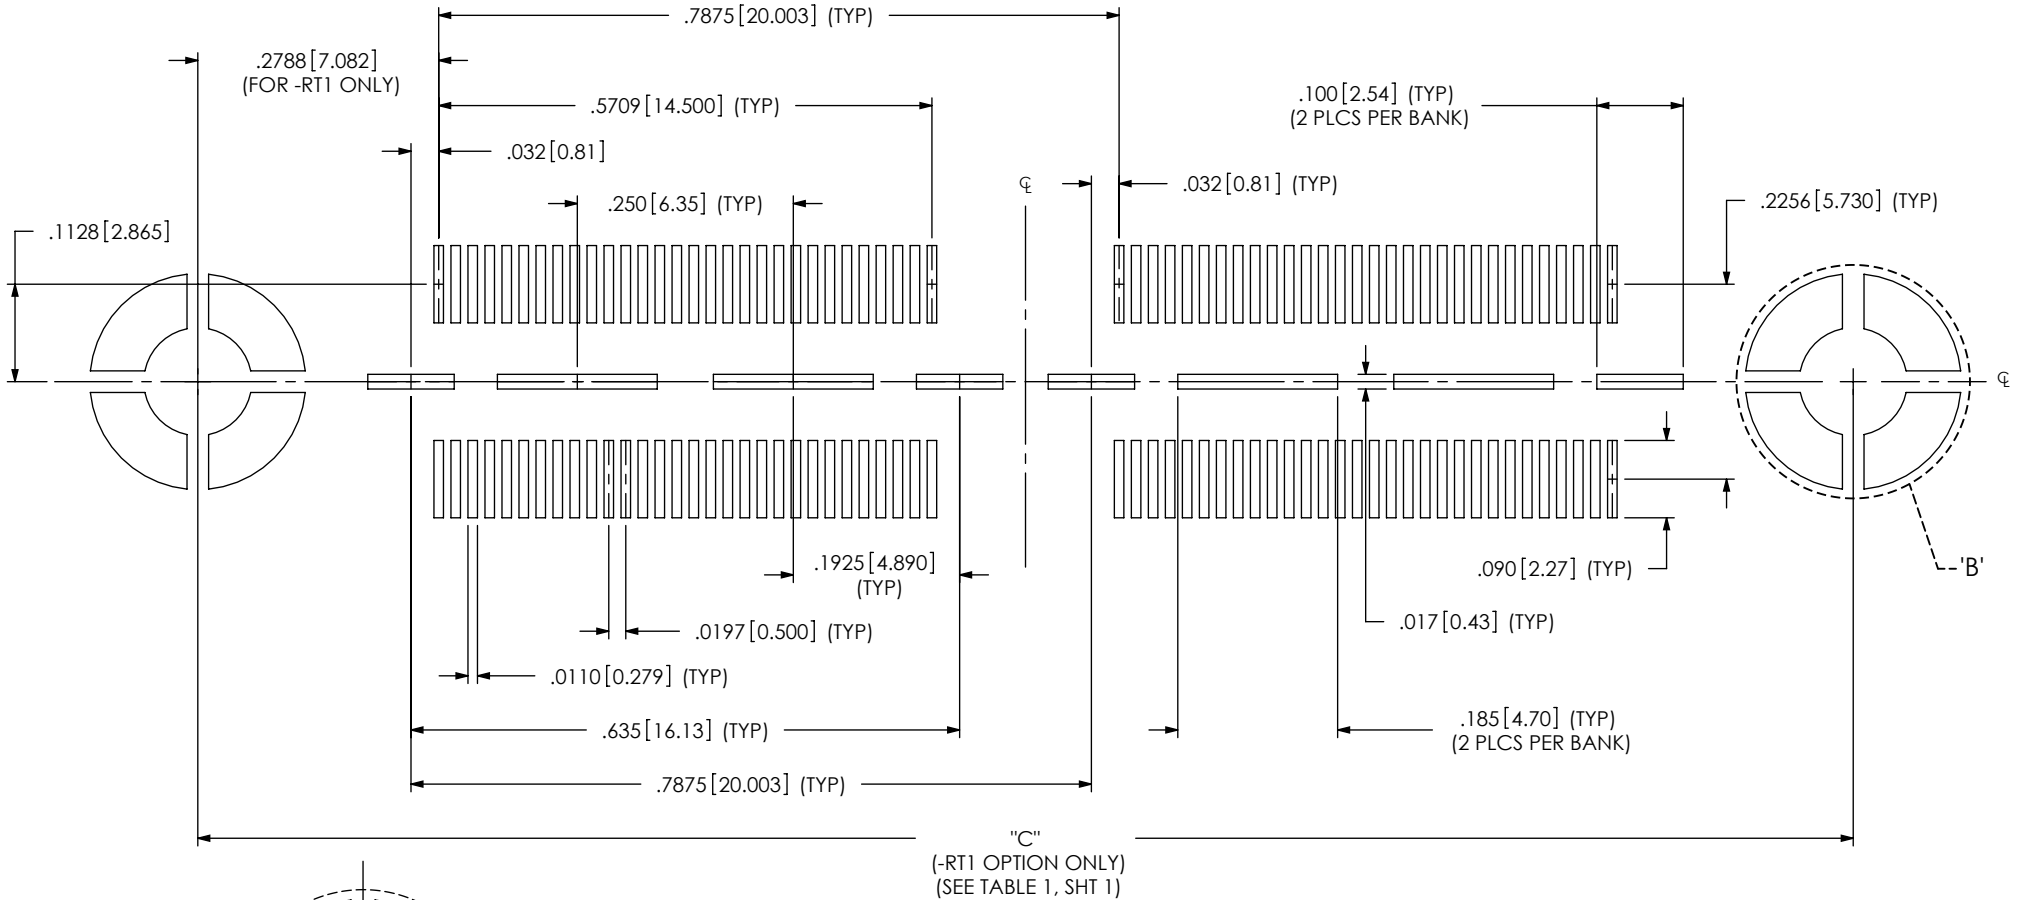 .7875[20.003] (TYP)
.2788[7.082]
(FOR -RT1 ONLY)
.5709[14.500] (TYP)
.100[2.54] (TYP)
(2 PLCS PER BANK)
.032[0.81]
.032[0.81] (TYP)
℄
.250[6.35] (TYP)
.2256[5.730] (TYP)
.1128[2.865]
℄
.1925[4.890]
(TYP)
.090[2.27] (TYP)
'B'
.0197[0.500] (TYP)
.017[0.43] (TYP)
.0110[0.279] (TYP)
.635[16.13] (TYP)
.185[4.70] (TYP)
(2 PLCS PER BANK)
.7875[20.003] (TYP)
"C"
(-RT1 OPTION ONLY)
(SEE TABLE 1, SHT 1)